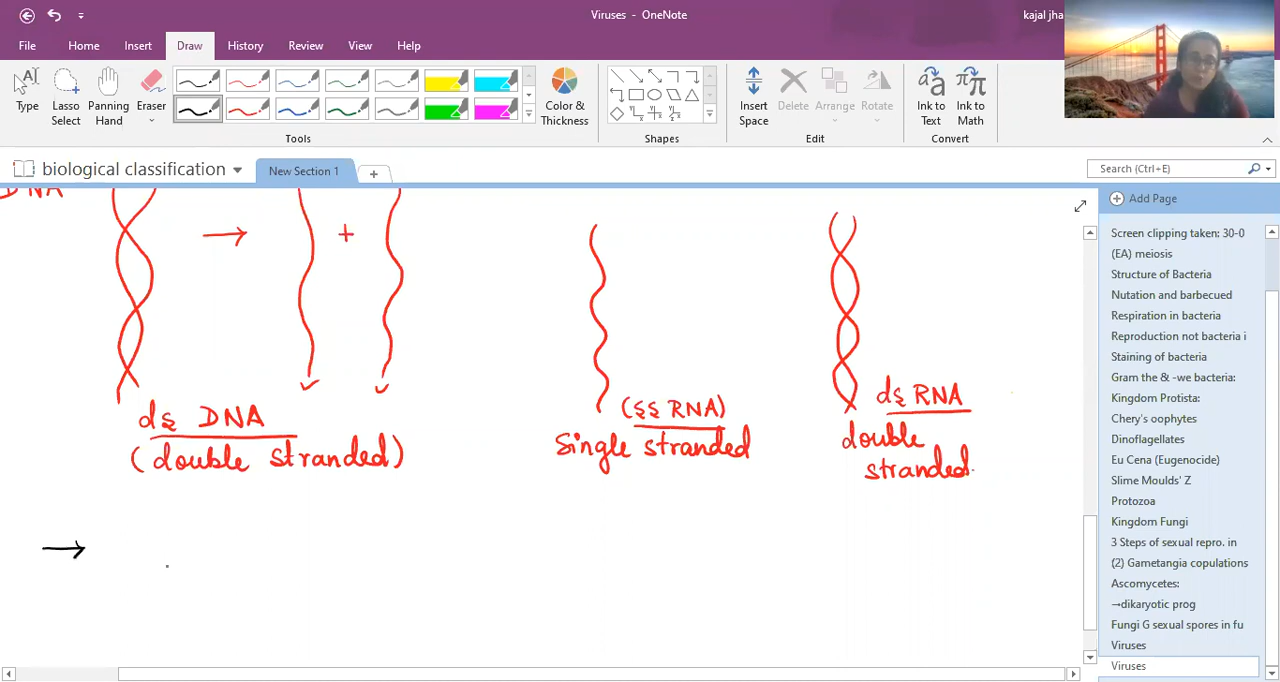 Viruses - OneNote
kajal jha
File
Home
Insert
Draw
History
Review
View
Help
Type
Lasso Select
Panning Hand
Eraser
Color & Thickness
Insert Space
Delete
Arrange
Rotate
Ink to Text
Ink to Math
Tools
Shapes
Edit
Convert
biological classification
New Section 1
Search (Ctrl+E)
DNA
+
ds DNA
(double stranded)
(ss RNA)
Single stranded
ds RNA
double
stranded.
Add Page
Screen clipping taken: 30-0
(EA) meiosis
Structure of Bacteria
Nutation and barbecued
Respiration in bacteria
Reproduction not bacteria i
Staining of bacteria
Gram the & -we bacteria:
Kingdom Protista:
Chery's oophytes
Dinoflagellates
Eu Cena (Eugenocide)
Slime Moulds' Z
Protozoa
Kingdom Fungi
3 Steps of sexual repro. in
(2) Gametangia copulations
Ascomycetes:
→dikaryotic prog
Fungi G sexual spores in fu
Viruses
Viruses